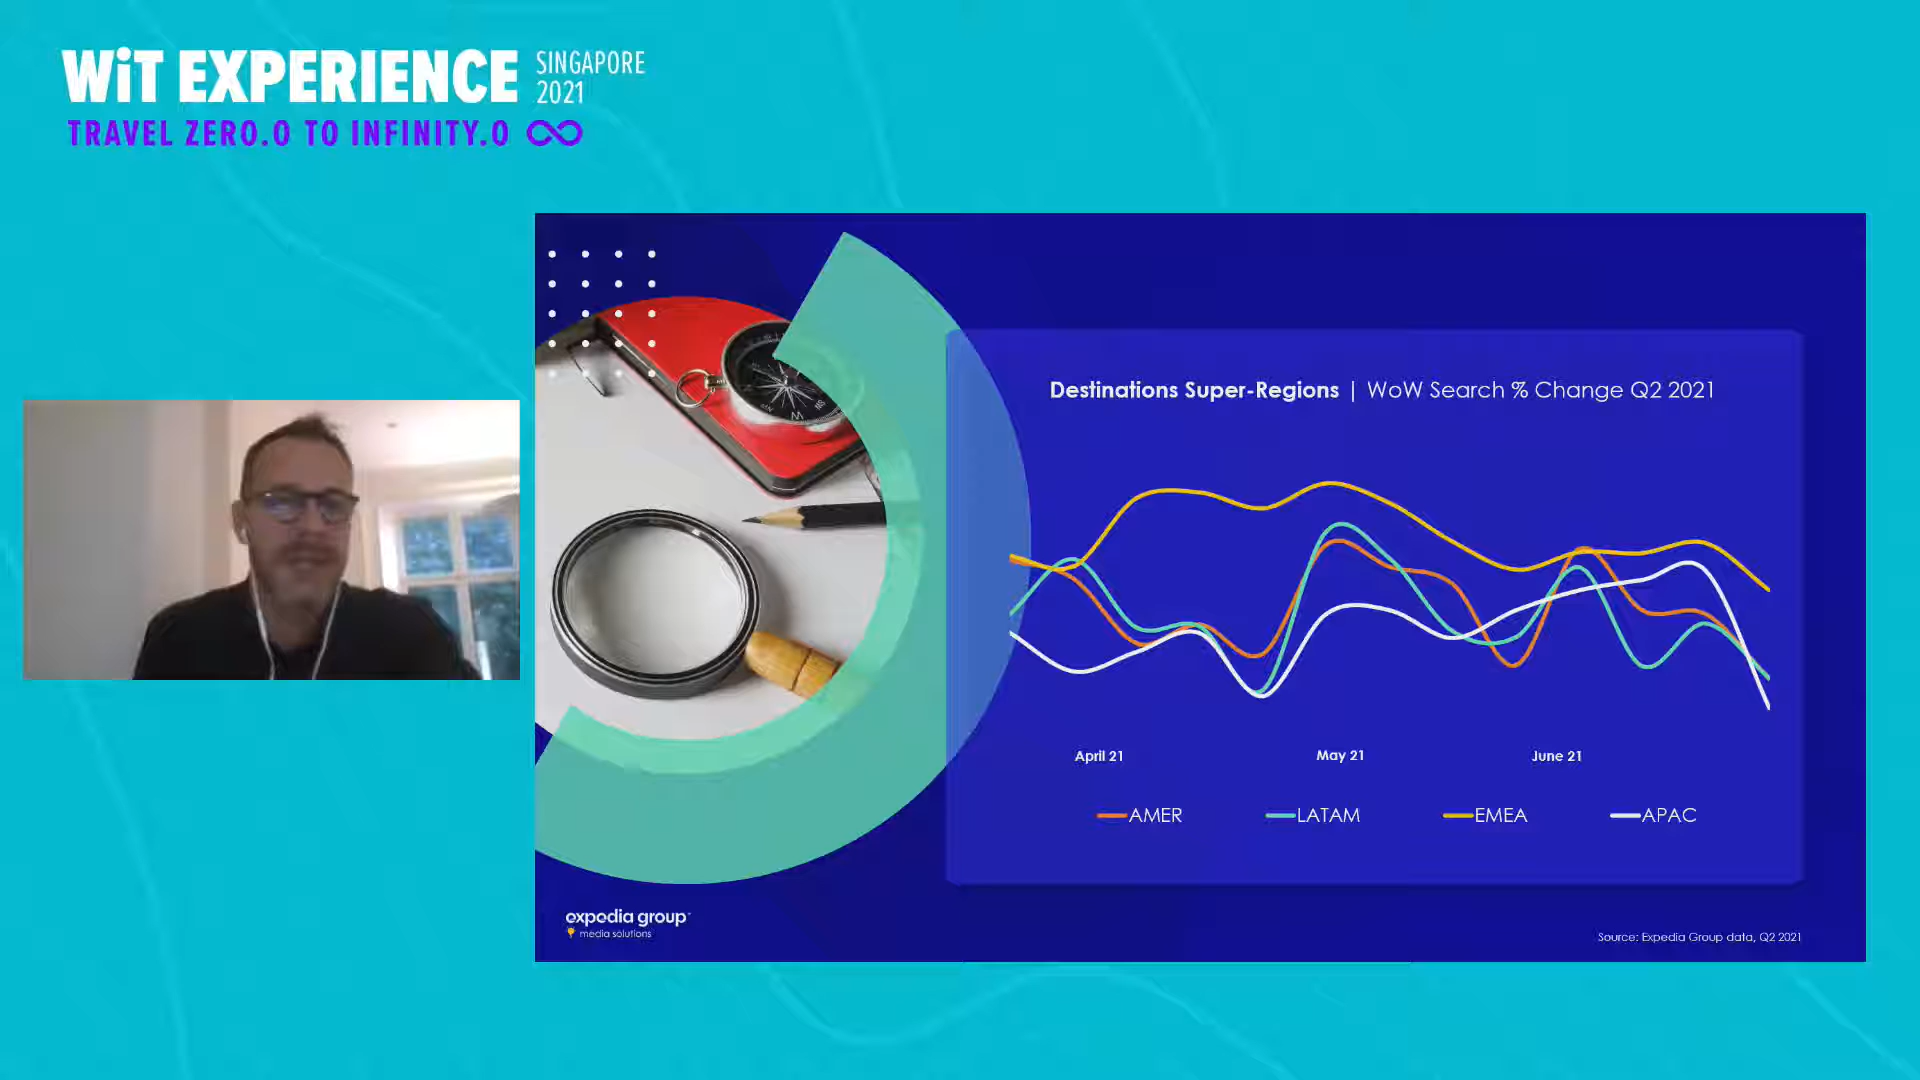 WiT EXPERIENCE SINGAPORE 2021
TRAVEL ZERO.0 TO INFINITY.0
Destinations Super-Regions | WoW Search % Change Q2 2021
April 21 May 21 June 21
AMER LATAM EMEA APAC
expedia group™
media solutions
Source: Expedia Group data, Q2 2021